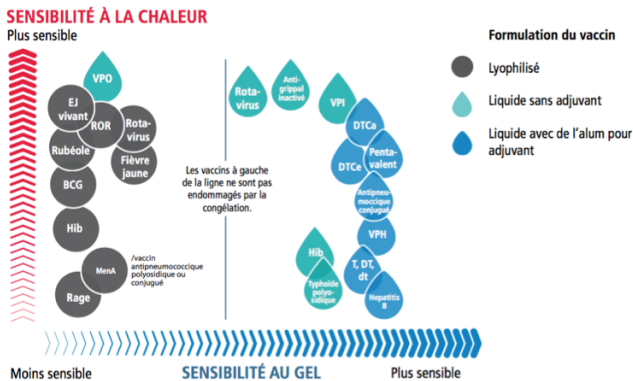 SENSIBILITÉ À LA CHALEUR
Plus sensible
VPO
EJ
vivant
ROR
Rota-
virus
Rubéole
Fièvre
jaune
BCG
Hib
MenA
/vaccin
antipneumococcique
polyosidique ou
conjugué
Rage
Les vaccins à gauche
de la ligne ne sont pas
endommagés par la
congélation.
Rota-
virus
Anti-
grippal
inactivé
VPI
DTCa
DTCe
Penta-
valent
Antipneu-
moccique
conjugué
VPH
Hib
Typhoïde
polyo-
sidique
T, DT,
dt
Hepatitis
B
Formulation du vaccin
Lyophilisé
Liquide sans adjuvant
Liquide avec de l'alum pour
adjuvant
Moins sensible
SENSIBILITÉ AU GEL
Plus sensible